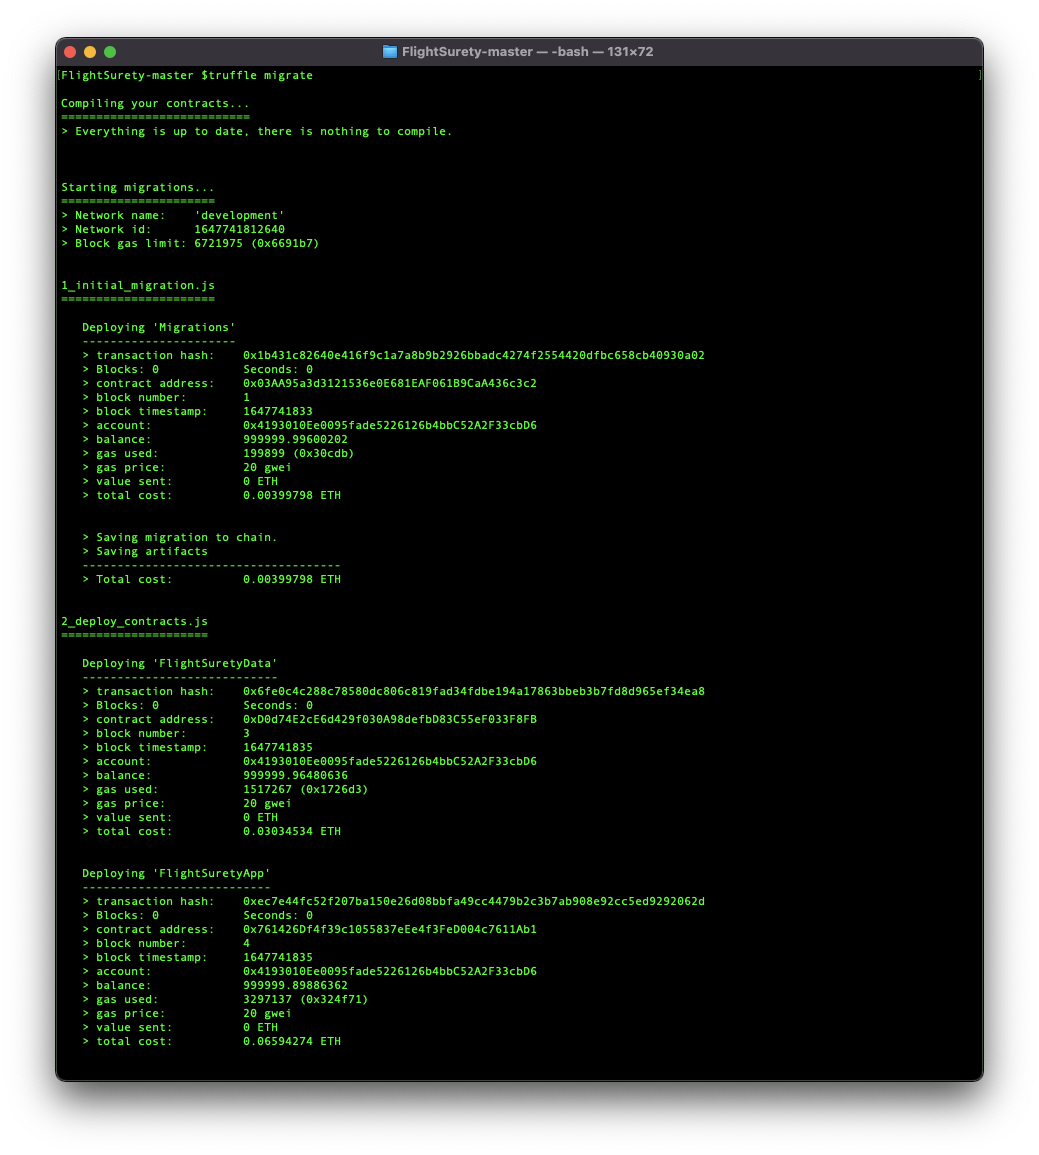 FlightSurety-master — -bash — 131×72
[FlightSurety-master $truffle migrate ]
Compiling your contracts...
===========================
> Everything is up to date, there is nothing to compile.
Starting migrations...
======================
> Network name:    'development'
> Network id:      1647741812640
> Block gas limit: 6721975 (0x6691b7)
1_initial_migration.js
======================
Deploying 'Migrations'
----------------------
> transaction hash:    0x1b431c82640e416f9c1a7a8b9b2926bbadc4274f2554420dfbc658cb40930a02
> Blocks: 0            Seconds: 0
> contract address:    0x03AA95a3d3121536e0E681EAF061B9CaA436c3c2
> block number:        1
> block timestamp:     1647741833
> account:             0x4193010Ee0095fade5226126b4bbC52A2F33cbD6
> balance:             999999.99600202
> gas used:            199899 (0x30cdb)
> gas price:           20 gwei
> value sent:          0 ETH
> total cost:          0.00399798 ETH
> Saving migration to chain.
> Saving artifacts
-------------------------------------
> Total cost:          0.00399798 ETH
2_deploy_contracts.js
=====================
Deploying 'FlightSuretyData'
----------------------------
> transaction hash:    0x6fe0c4c288c78580dc806c819fad34fdbe194a17863bbeb3b7fd8d965ef34ea8
> Blocks: 0            Seconds: 0
> contract address:    0xD0d74E2cE6d429f030A98defbD83C55eF033F8FB
> block number:        3
> block timestamp:     1647741835
> account:             0x4193010Ee0095fade5226126b4bbC52A2F33cbD6
> balance:             999999.96480636
> gas used:            1517267 (0x1726d3)
> gas price:           20 gwei
> value sent:          0 ETH
> total cost:          0.03034534 ETH
Deploying 'FlightSuretyApp'
---------------------------
> transaction hash:    0xec7e44fc52f207ba150e26d08bbfa49cc4479b2c3b7ab908e92cc5ed9292062d
> Blocks: 0            Seconds: 0
> contract address:    0x761426Df4f39c1055837eEe4f3FeD004c7611Ab1
> block number:        4
> block timestamp:     1647741835
> account:             0x4193010Ee0095fade5226126b4bbC52A2F33cbD6
> balance:             999999.89886362
> gas used:            3297137 (0x324f71)
> gas price:           20 gwei
> value sent:          0 ETH
> total cost:          0.06594274 ETH